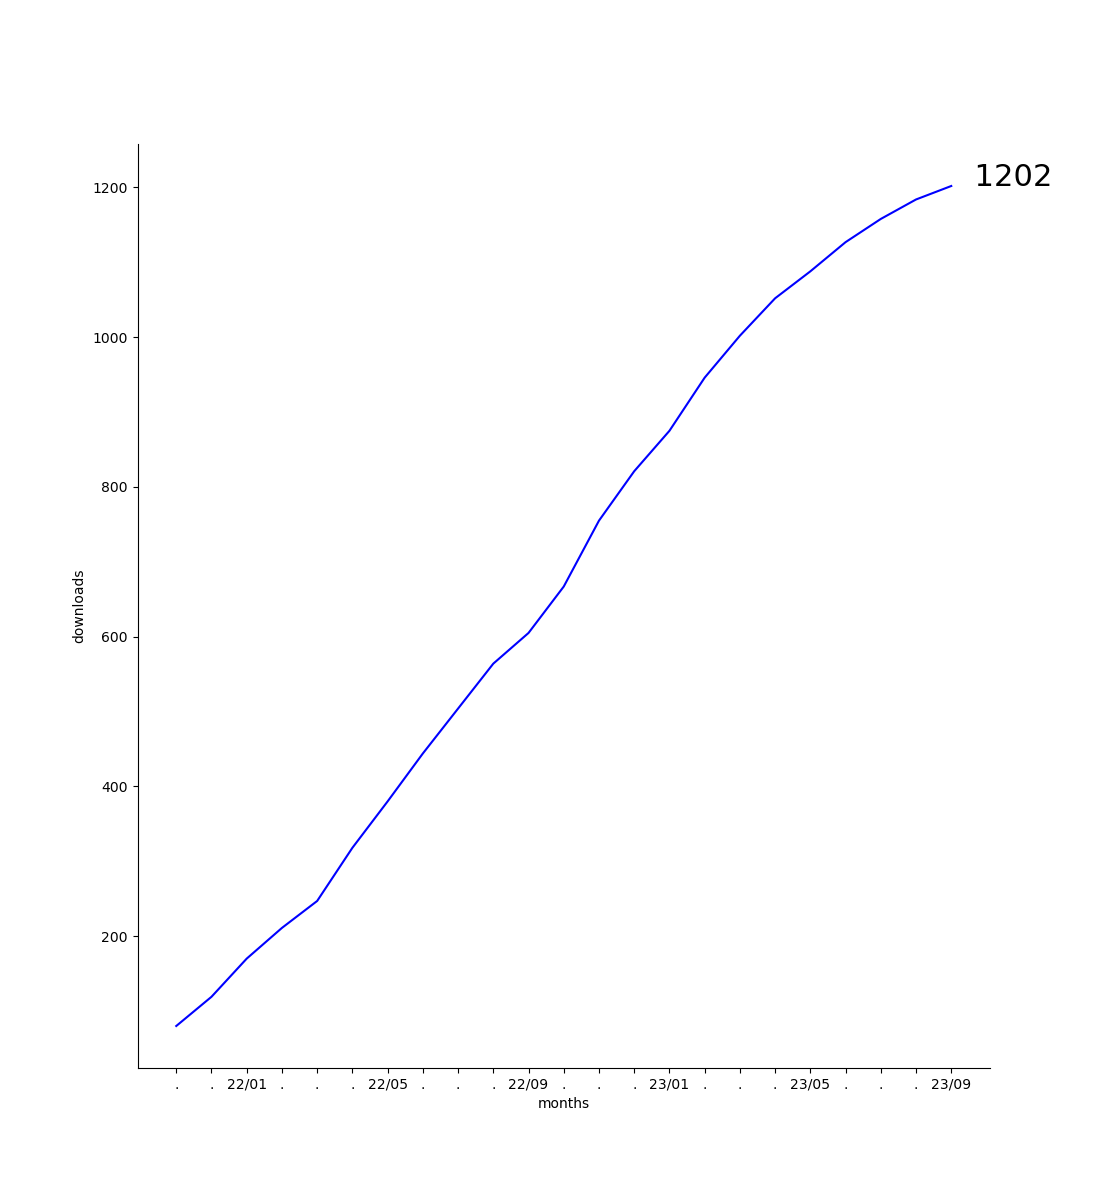 1202
1200
1000
800
600
400
200
downloads
. . 22/01 . . . 22/05 . . . 22/09 . . . 23/01 . . . 23/05 . . . 23/09
months